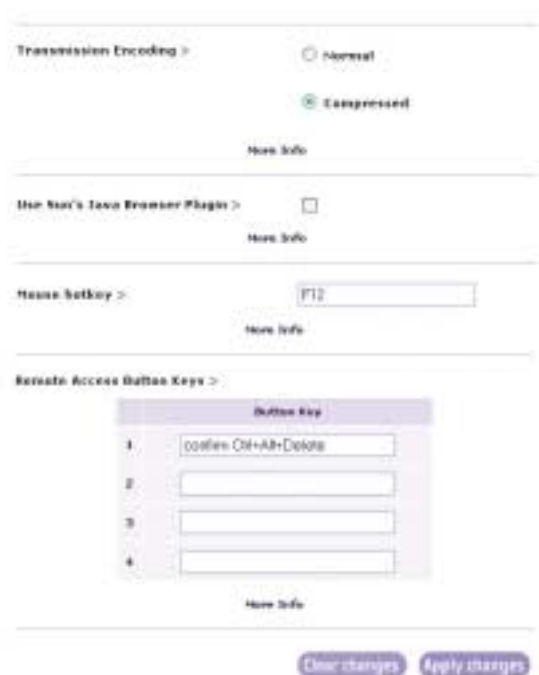 Transmission Encoding >
Normal
Compressed
More Info
Use Sun's Java Browser Plugin >
More Info
Mouse hotkey >
F12
More Info
Remote Access Button Keys >
Button Key
1
confirm Ctrl+Alt+Delete
2
3
4
More Info
Clear changes
Apply changes